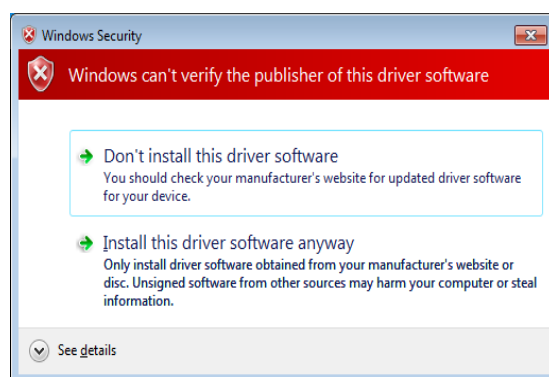 Windows Security
Windows can't verify the publisher of this driver software
Don't install this driver software
You should check your manufacturer's website for updated driver software
for your device.
Install this driver software anyway
Only install driver software obtained from your manufacturer's website or
disc. Unsigned software from other sources may harm your computer or steal
information.
See details